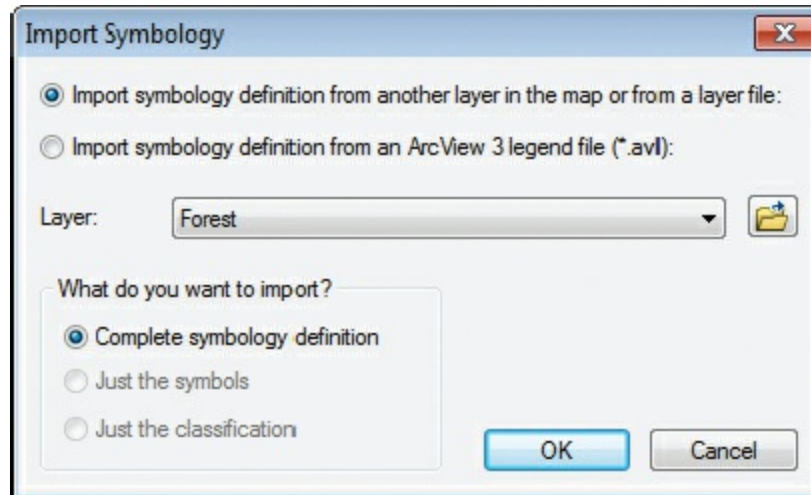 Import Symbology
Import symbology definition from another layer in the map or from a layer file:
Import symbology definition from an ArcView 3 legend file (*.avl):
Layer: Forest
What do you want to import?
Complete symbology definition
Just the symbols
Just the classification
OK Cancel